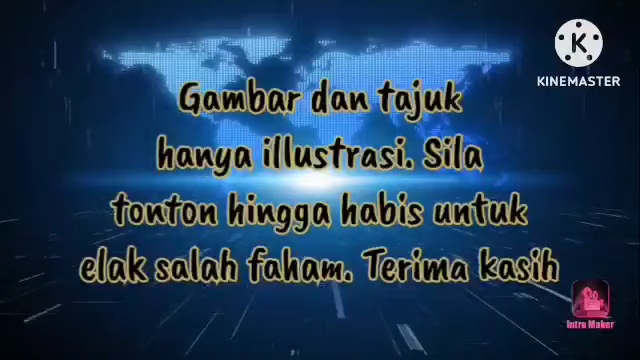 KINEMASTER
Gambar dan tajuk
hanya illustrasi. Sila
tonton hingga habis untuk
elak salah faham. Terima kasih
Intro Maker